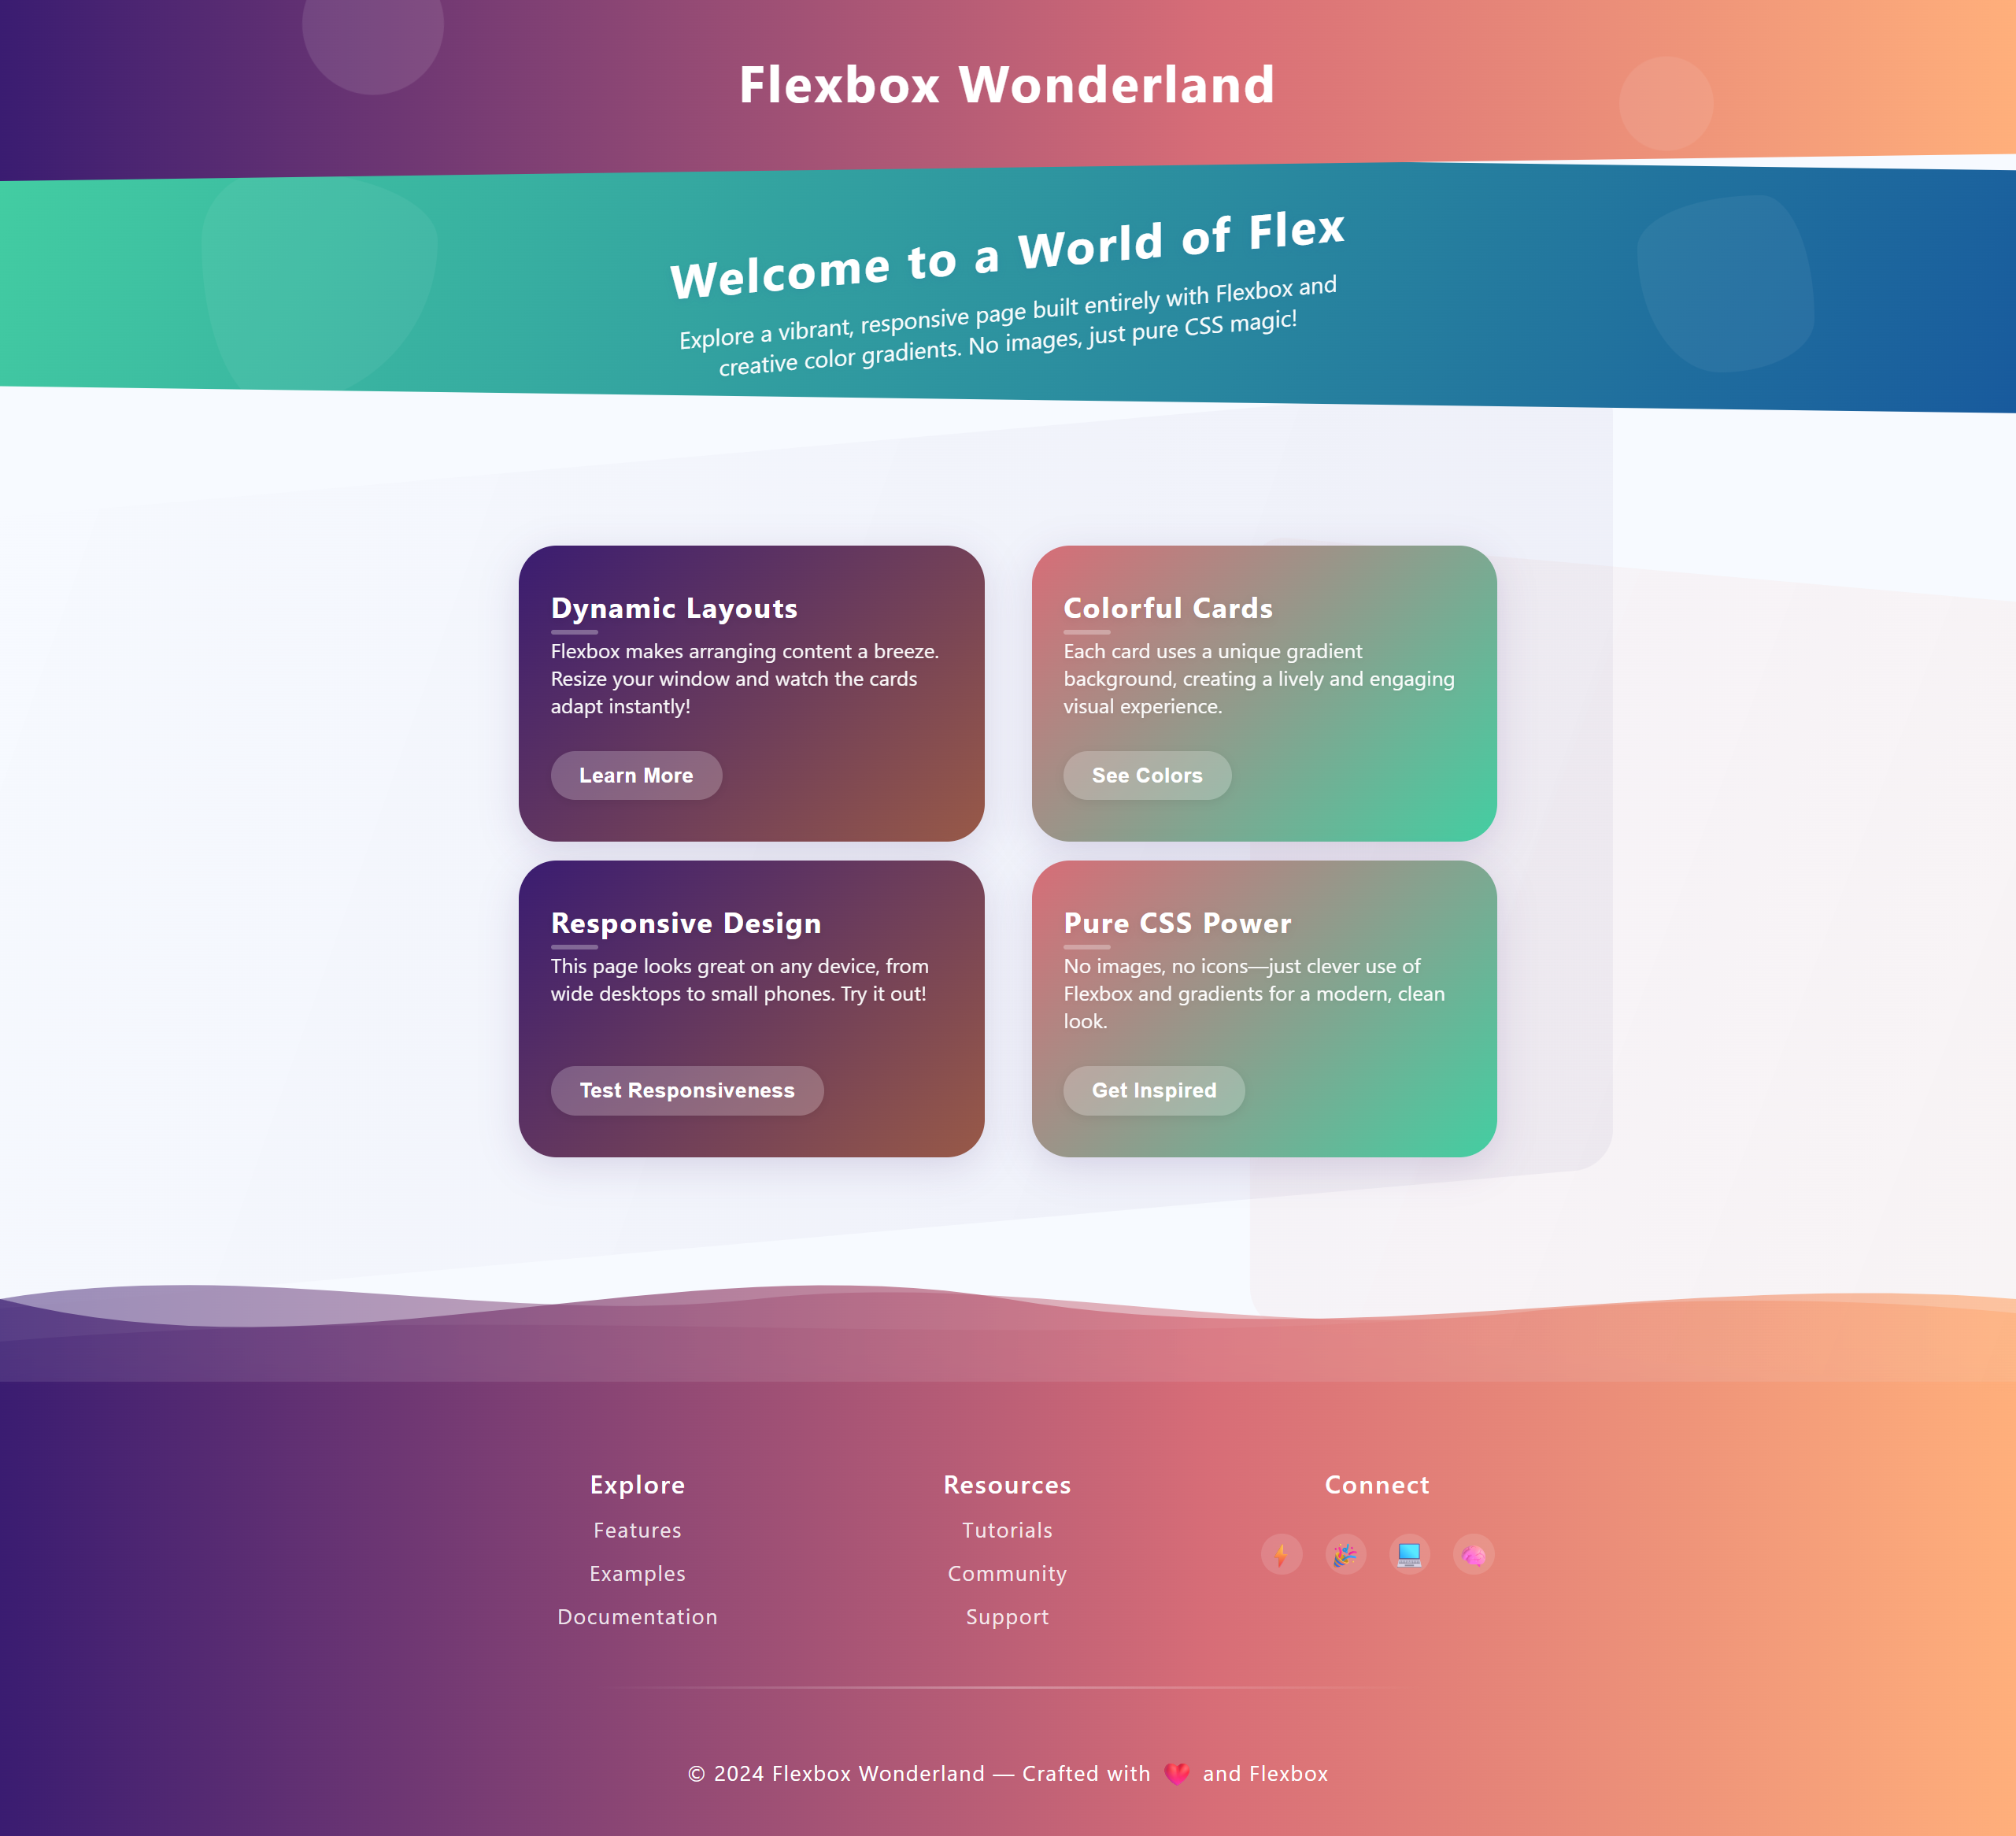 Flexbox Wonderland
Welcome to a World of Flex
Explore a vibrant, responsive page built entirely with Flexbox and
creative color gradients. No images, just pure CSS magic!
Dynamic Layouts
Flexbox makes arranging content a breeze.
Resize your window and watch the cards
adapt instantly!
Learn More
Colorful Cards
Each card uses a unique gradient
background, creating a lively and engaging
visual experience.
See Colors
Responsive Design
This page looks great on any device, from
wide desktops to small phones. Try it out!
Test Responsiveness
Pure CSS Power
No images, no icons—just clever use of
Flexbox and gradients for a modern, clean
look.
Get Inspired
Explore
Features
Examples
Documentation
Resources
Tutorials
Community
Support
Connect
© 2024 Flexbox Wonderland — Crafted with 💖 and Flexbox